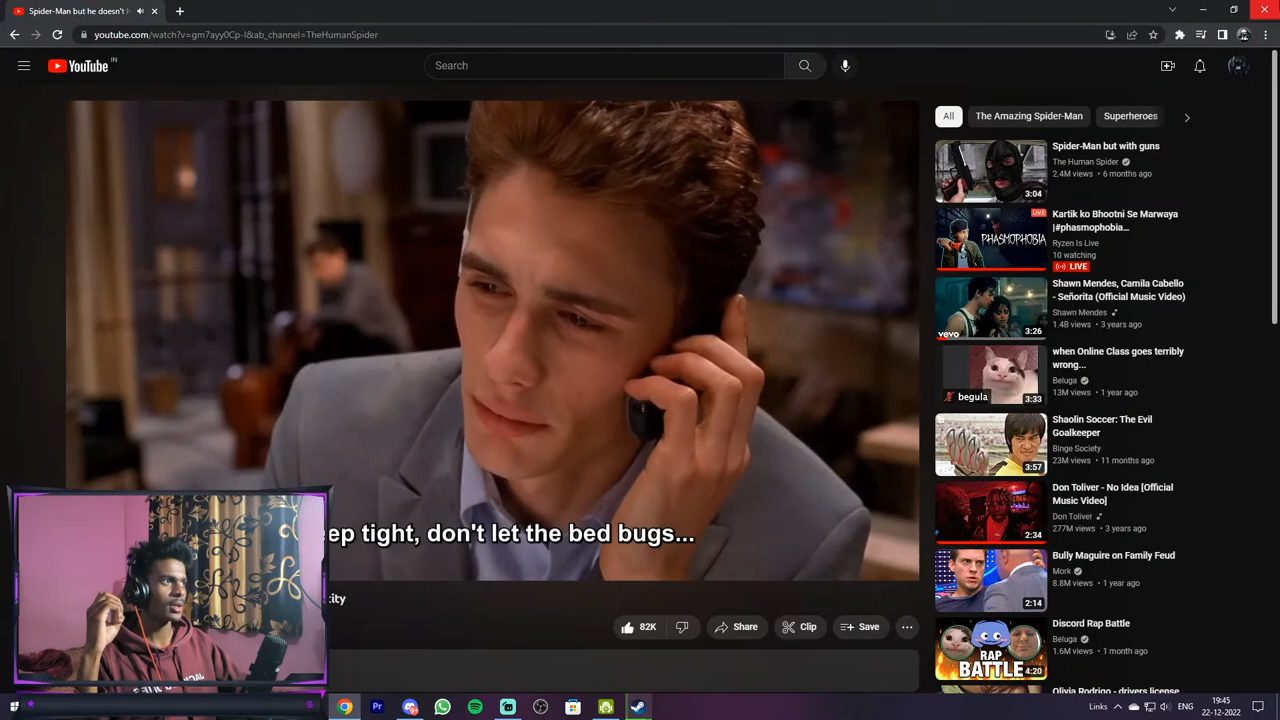 Spider-Man but he doesn't h
youtube.com/watch?v=gm7ayy0Cp-I&ab_channel=TheHumanSpider
YouTube IN
Search
All
The Amazing Spider-Man
Superheroes
Spider-Man but with guns
The Human Spider
2.4M views • 6 months ago
3:04
Kartik ko Bhootni Se Marwaya
|#phasmophobia…
Ryzen Is Live
10 watching
LIVE
LIVE
PHASMOPHOBIA
Shawn Mendes, Camila Cabello
- Señorita (Official Music Video)
Shawn Mendes
1.4B views • 3 years ago
vevo
3:26
when Online Class goes terribly
wrong...
Beluga
13M views • 1 year ago
begula
3:33
Shaolin Soccer: The Evil
Goalkeeper
Binge Society
23M views • 11 months ago
3:57
Don Toliver - No Idea [Official
Music Video]
Don Toliver
277M views • 3 years ago
2:34
Bully Maguire on Family Feud
Mork
8.8M views • 1 year ago
2:14
Discord Rap Battle
Beluga
1.6M views • 1 month ago
RAP
BATTLE
4:20
Olivia Rodrigo - drivers license
eep tight, don't let the bed bugs...
city
82K
Share
Clip
Save
Pr
Links
ENG
19:45
22-12-2022